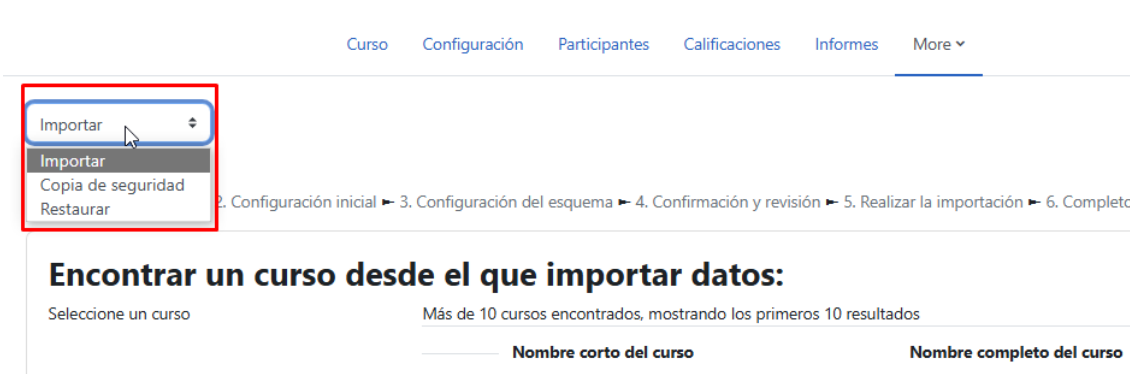 Curso Configuración Participantes Calificaciones Informes More
Importar
Importar
Copia de seguridad
Restaurar
2. Configuración inicial ► 3. Configuración del esquema ► 4. Confirmación y revisión ► 5. Realizar la importación ► 6. Completo
Encontrar un curso desde el que importar datos:
Seleccione un curso
Más de 10 cursos encontrados, mostrando los primeros 10 resultados
Nombre corto del curso Nombre completo del curso